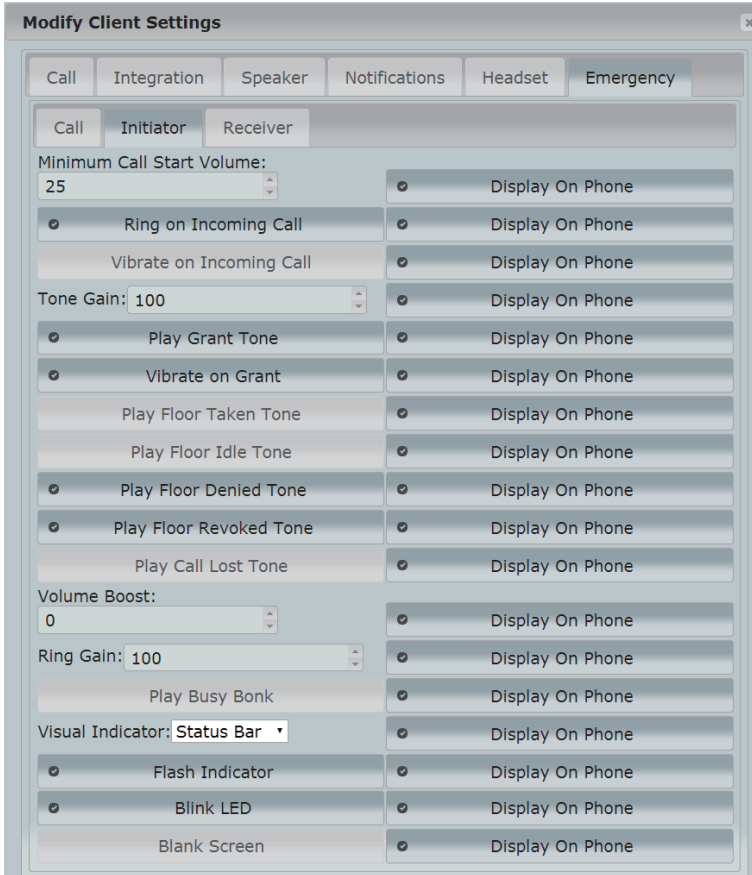 Modify Client Settings
Call Integration Speaker Notifications Headset Emergency
Call Initiator Receiver
Minimum Call Start Volume:
25 Display On Phone
Ring on Incoming Call Display On Phone
Vibrate on Incoming Call Display On Phone
Tone Gain: 100 Display On Phone
Play Grant Tone Display On Phone
Vibrate on Grant Display On Phone
Play Floor Taken Tone Display On Phone
Play Floor Idle Tone Display On Phone
Play Floor Denied Tone Display On Phone
Play Floor Revoked Tone Display On Phone
Play Call Lost Tone Display On Phone
Volume Boost:
0 Display On Phone
Ring Gain: 100 Display On Phone
Play Busy Bonk Display On Phone
Visual Indicator: Status Bar Display On Phone
Flash Indicator Display On Phone
Blink LED Display On Phone
Blank Screen Display On Phone